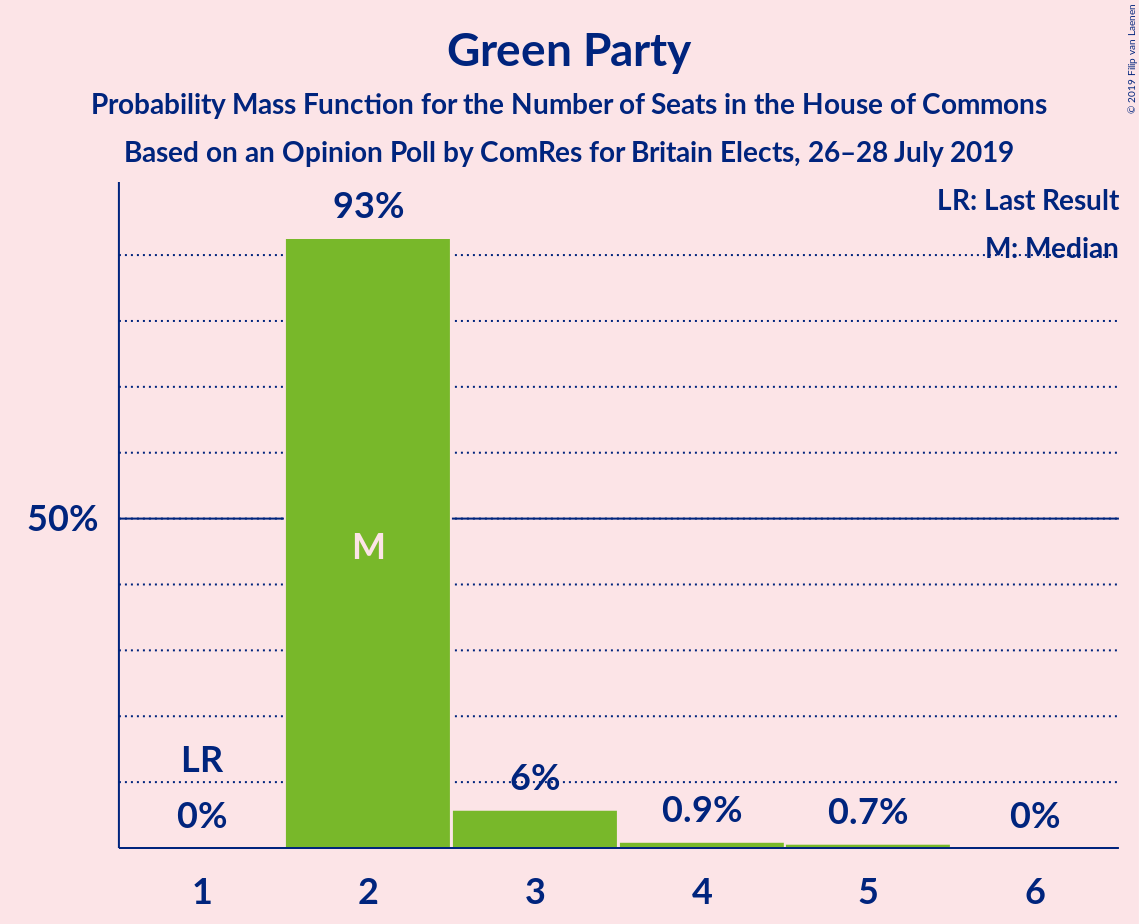 Green Party
Probability Mass Function for the Number of Seats in the House of Commons
Based on an Opinion Poll by ComRes for Britain Elects, 26–28 July 2019
© 2019 Filip van Laenen
LR: Last Result
M: Median
93%
50%
M
LR
0%
6%
0.9%
0.7%
0%
1 2 3 4 5 6